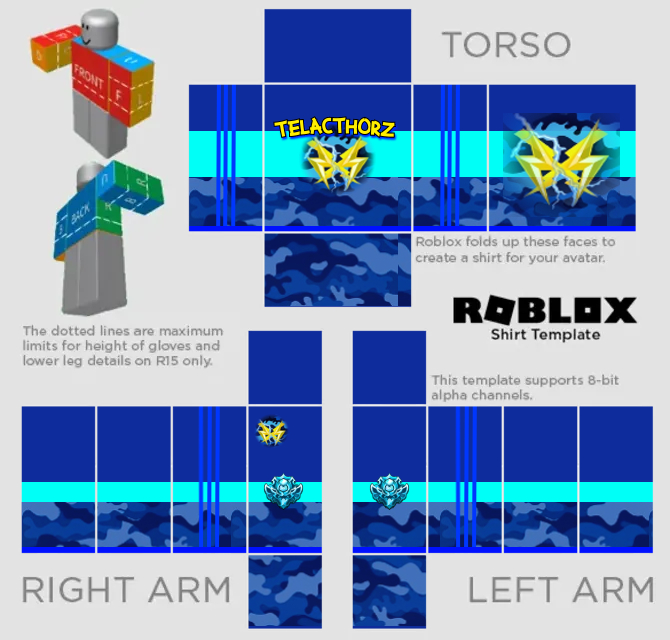 TORSO
FRONT
F
L
TELACTHORZ
BACK
R
Roblox folds up these faces to
create a shirt for your avatar.
ROBLOX
Shirt Template
The dotted lines are maximum
limits for height of gloves and
lower leg details on R15 only.
This template supports 8-bit
alpha channels.
RIGHT ARM
LEFT ARM